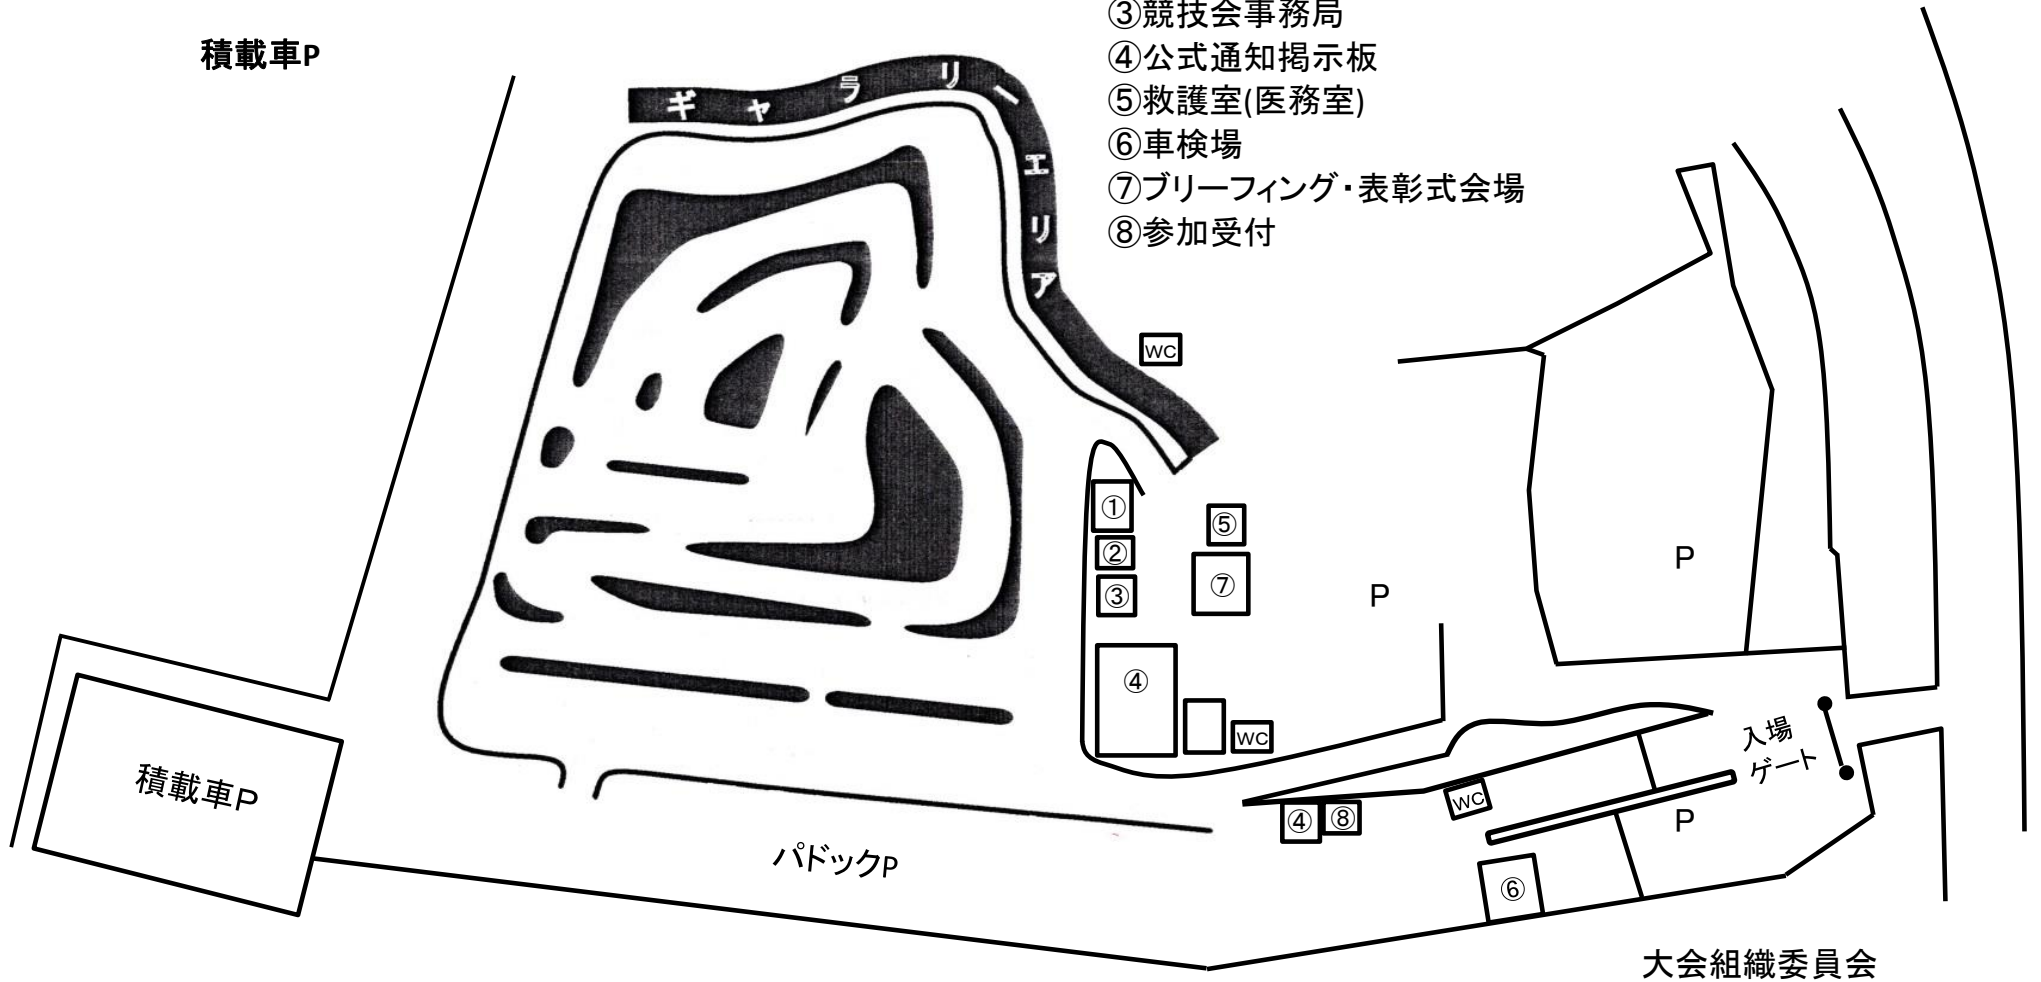 ③競技会事務局
積載車P
④公式通知掲示板
⑤救護室(医務室)
⑥車検場
⑦ブリーフィング・表彰式会場
⑧参加受付
ギャラリーエリア
WC
①
⑤
②
⑦
③
P
P
④
WC
入場
ゲート
積載車P
WC
④
⑧
P
パドックP
⑥
大会組織委員会